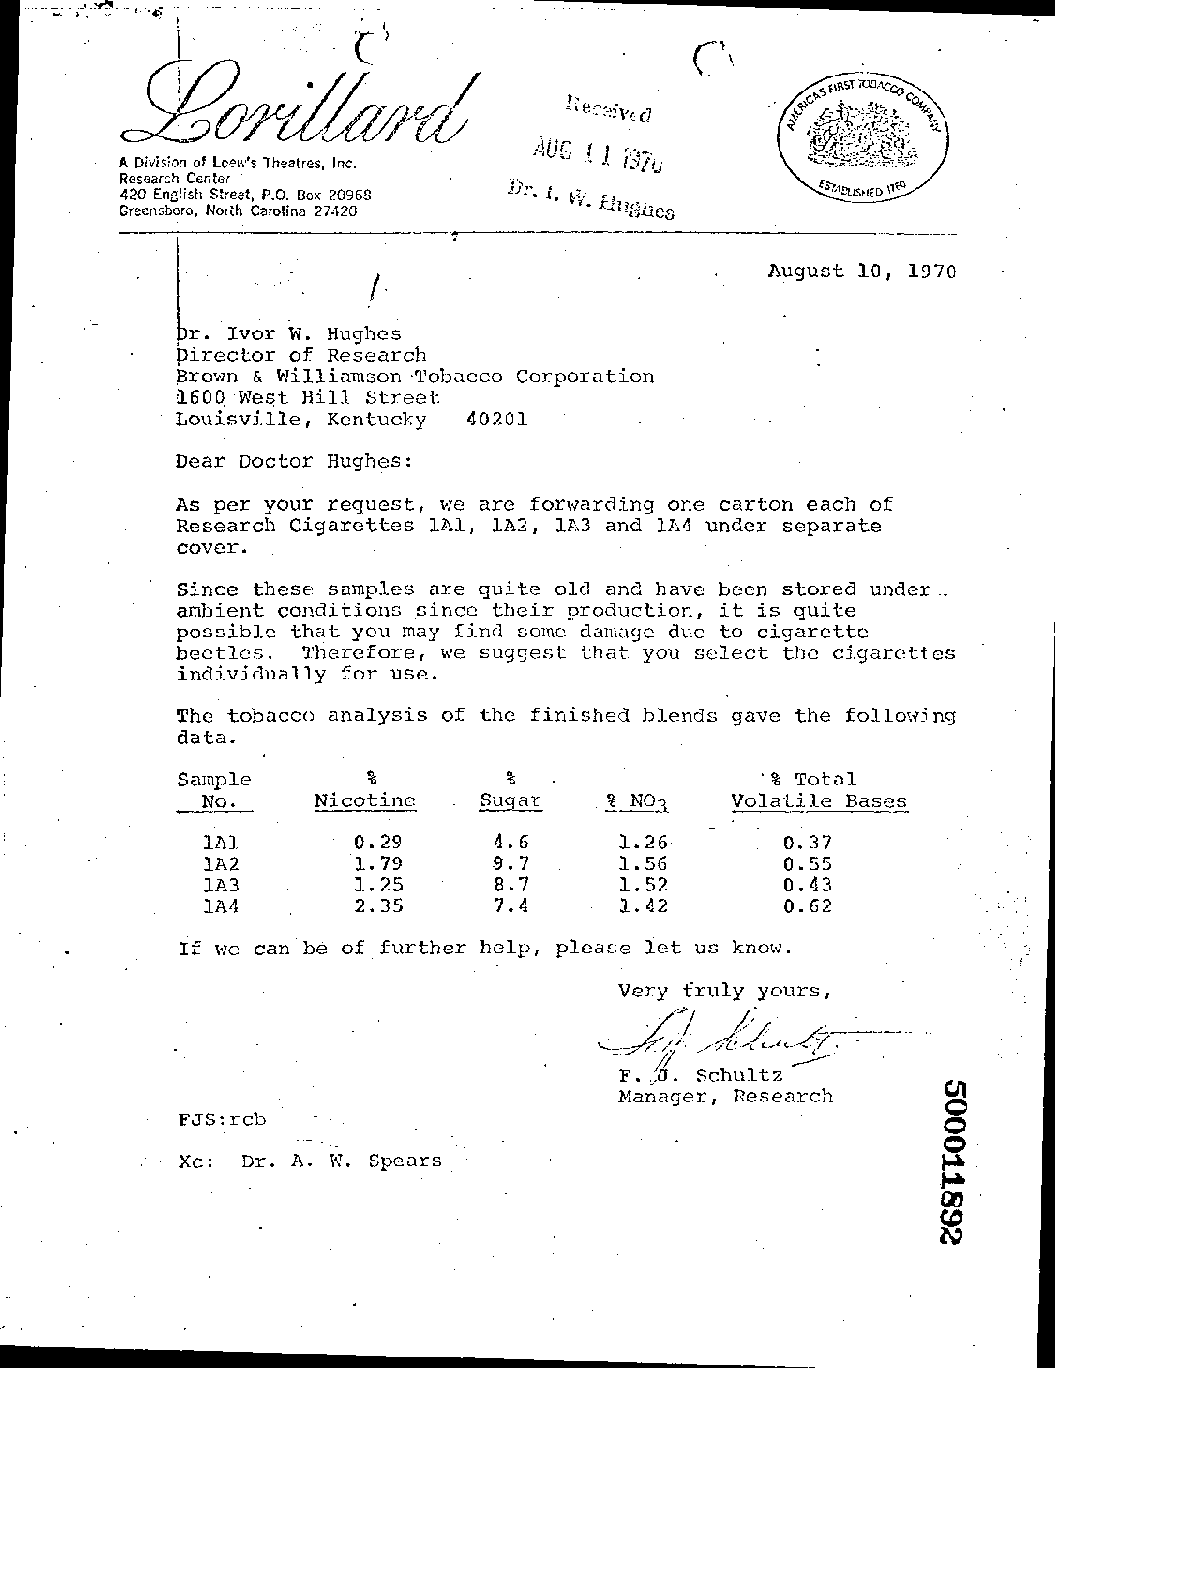 Lorillard
A Division of Loew's Theatres, Inc.
Research Center
420 English Street, P.O. Box 20968
Greensboro, North Carolina 27420
Received
AUG 11 1970
Dr. I. W. Hughes
AMERICA'S FIRST TOBACCO COMPANY
ESTABLISHED 1760
August 10, 1970
Dr. Ivor W. Hughes
Director of Research
Brown & Williamson Tobacco Corporation
1600 West Hill Street
Louisville, Kentucky 40201
Dear Doctor Hughes:
As per your request, we are forwarding one carton each of
Research Cigarettes 1A1, 1A2, 1A3 and 1A4 under separate
cover.
Since these samples are quite old and have been stored under
ambient conditions since their production, it is quite
possible that you may find some damage due to cigarette
beetles. Therefore, we suggest that you select the cigarettes
individually for use.
The tobacco analysis of the finished blends gave the following
data.
Sample % % % Total
No. Nicotine Sugar % NO3 Volatile Bases
1A1 0.29 4.6 1.26 0.37
1A2 1.79 9.7 1.56 0.55
1A3 1.25 8.7 1.52 0.43
1A4 2.35 7.4 1.42 0.62
If we can be of further help, please let us know.
Very truly yours,
F. J. Schultz
F. J. Schultz
Manager, Research
FJS:rcb
Xc: Dr. A. W. Spears
500011892